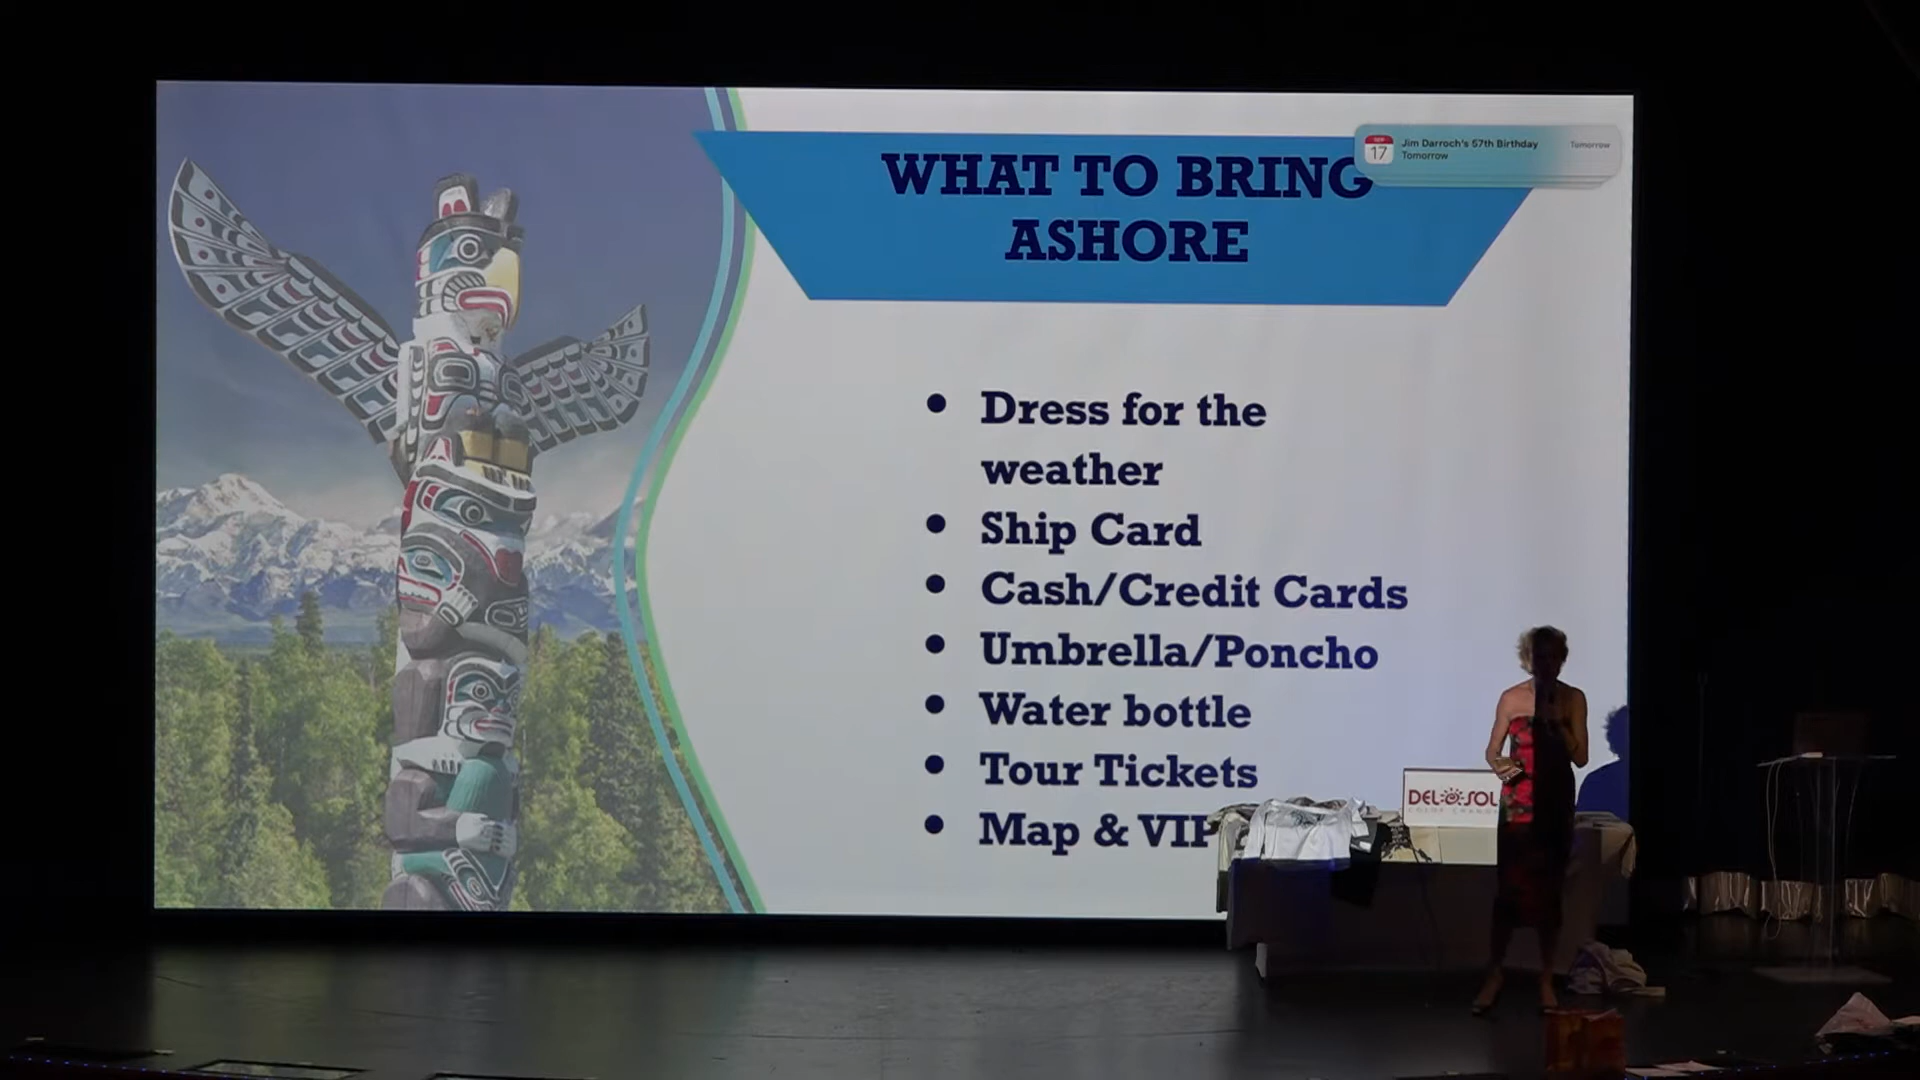 WHAT TO BRING
ASHORE
SEP
17
Jim Darroch's 57th Birthday
Tomorrow
Tomorrow
• Dress for the
weather
• Ship Card
• Cash/Credit Cards
• Umbrella/Poncho
• Water bottle
• Tour Tickets
• Map & VIP
DEL SOL